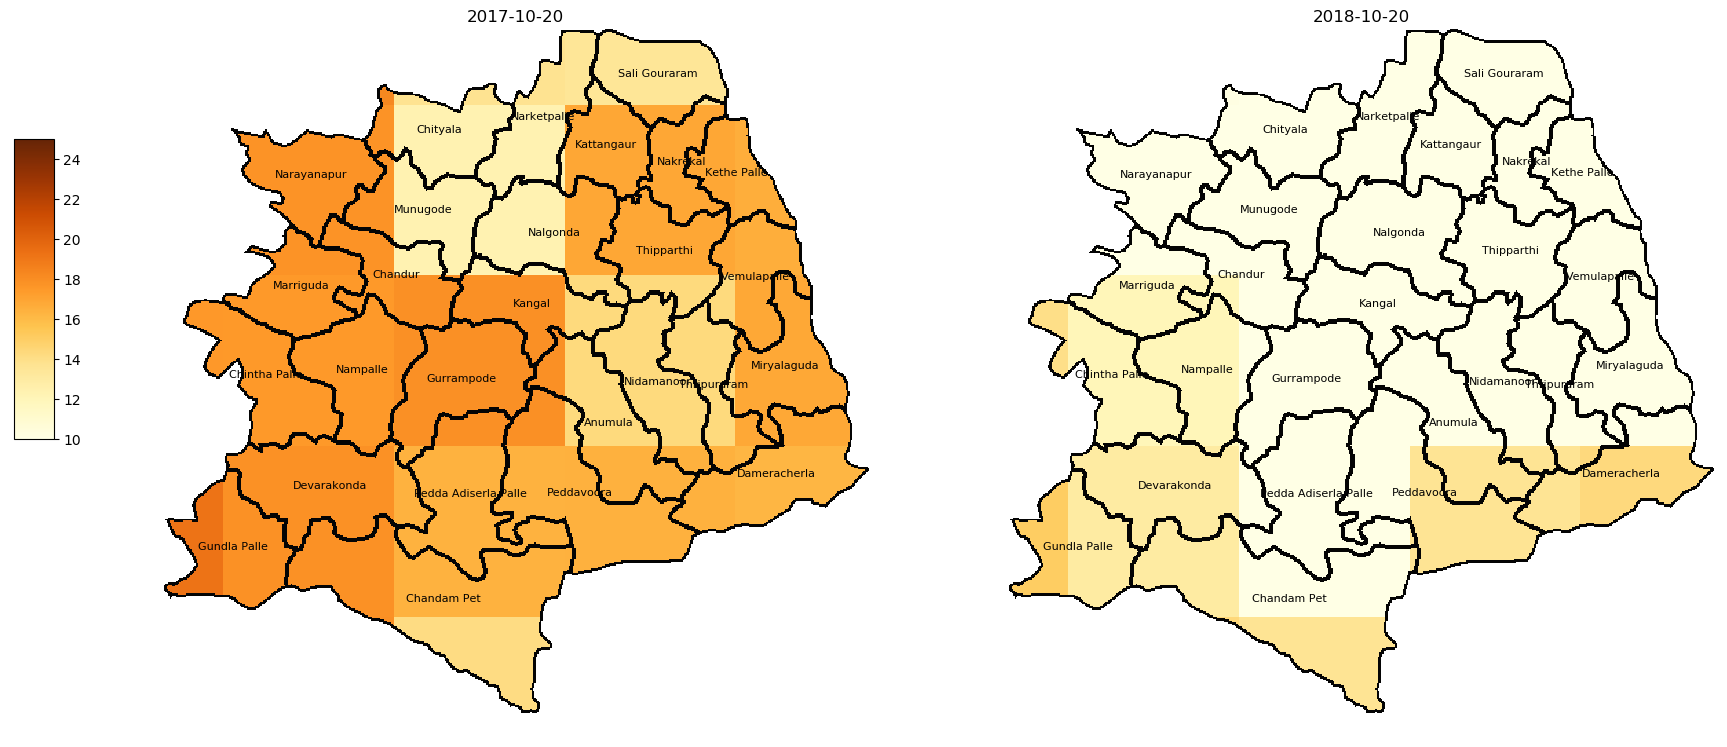 2017-10-20
Sali Gouraram
Chityala
Narketpalle
Kattangaur
Nakrekal
Kethe Palle
Narayanapur
Munugode
Nalgonda
Thipparthi
Chandur
Vemulapalle
Marriguda
Kangal
Nampalle
Chintha Palle
Gurrampode
Nidamanoor
Thripuraram
Miryalaguda
Anumula
Dameracherla
Devarakonda
Pedda Adiserla Palle
Peddavoora
Gundla Palle
Chandam Pet
24
22
20
18
16
14
12
10
2018-10-20
Sali Gouraram
Chityala
Narketpalle
Kattangaur
Nakrekal
Kethe Palle
Narayanapur
Munugode
Nalgonda
Thipparthi
Chandur
Vemulapalle
Marriguda
Kangal
Nampalle
Chintha Palle
Gurrampode
Nidamanoor
Thripuraram
Miryalaguda
Anumula
Dameracherla
Devarakonda
Pedda Adiserla Palle
Peddavoora
Gundla Palle
Chandam Pet